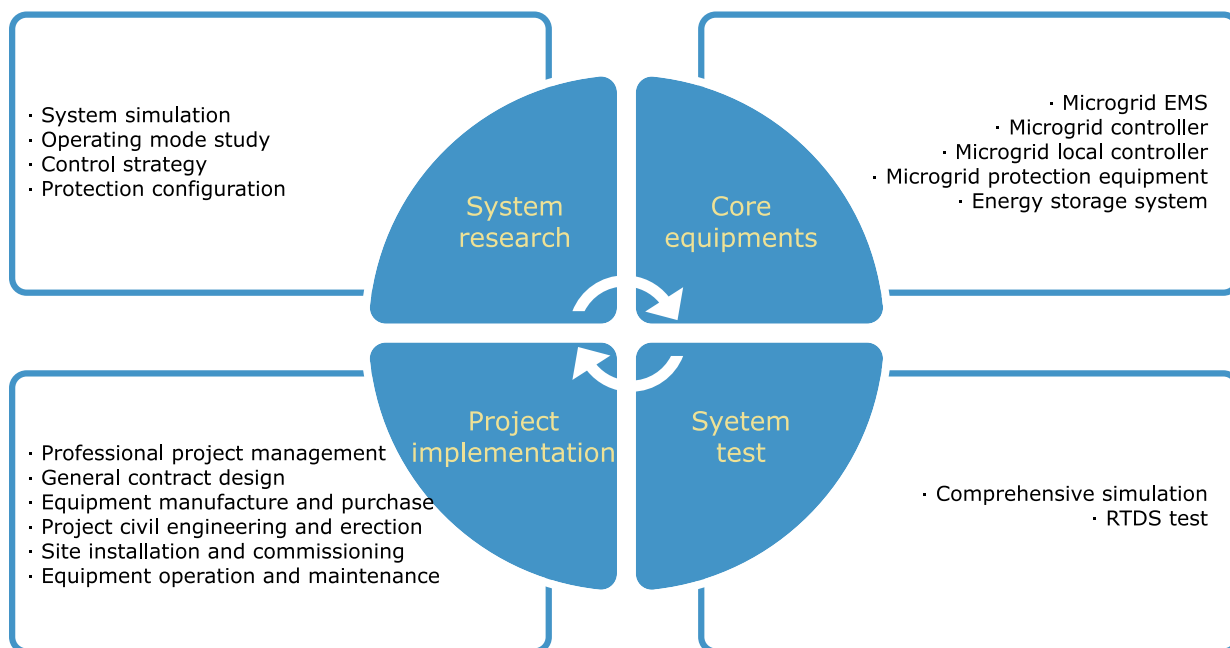 · System simulation
· Operating mode study
· Control strategy
· Protection configuration
System
research
Core
equipments
· Microgrid EMS
· Microgrid controller
· Microgrid local controller
· Microgrid protection equipment
· Energy storage system
· Professional project management
· General contract design
· Equipment manufacture and purchase
· Project civil engineering and erection
· Site installation and commissioning
· Equipment operation and maintenance
Project
implementation
Syetem
test
· Comprehensive simulation
· RTDS test